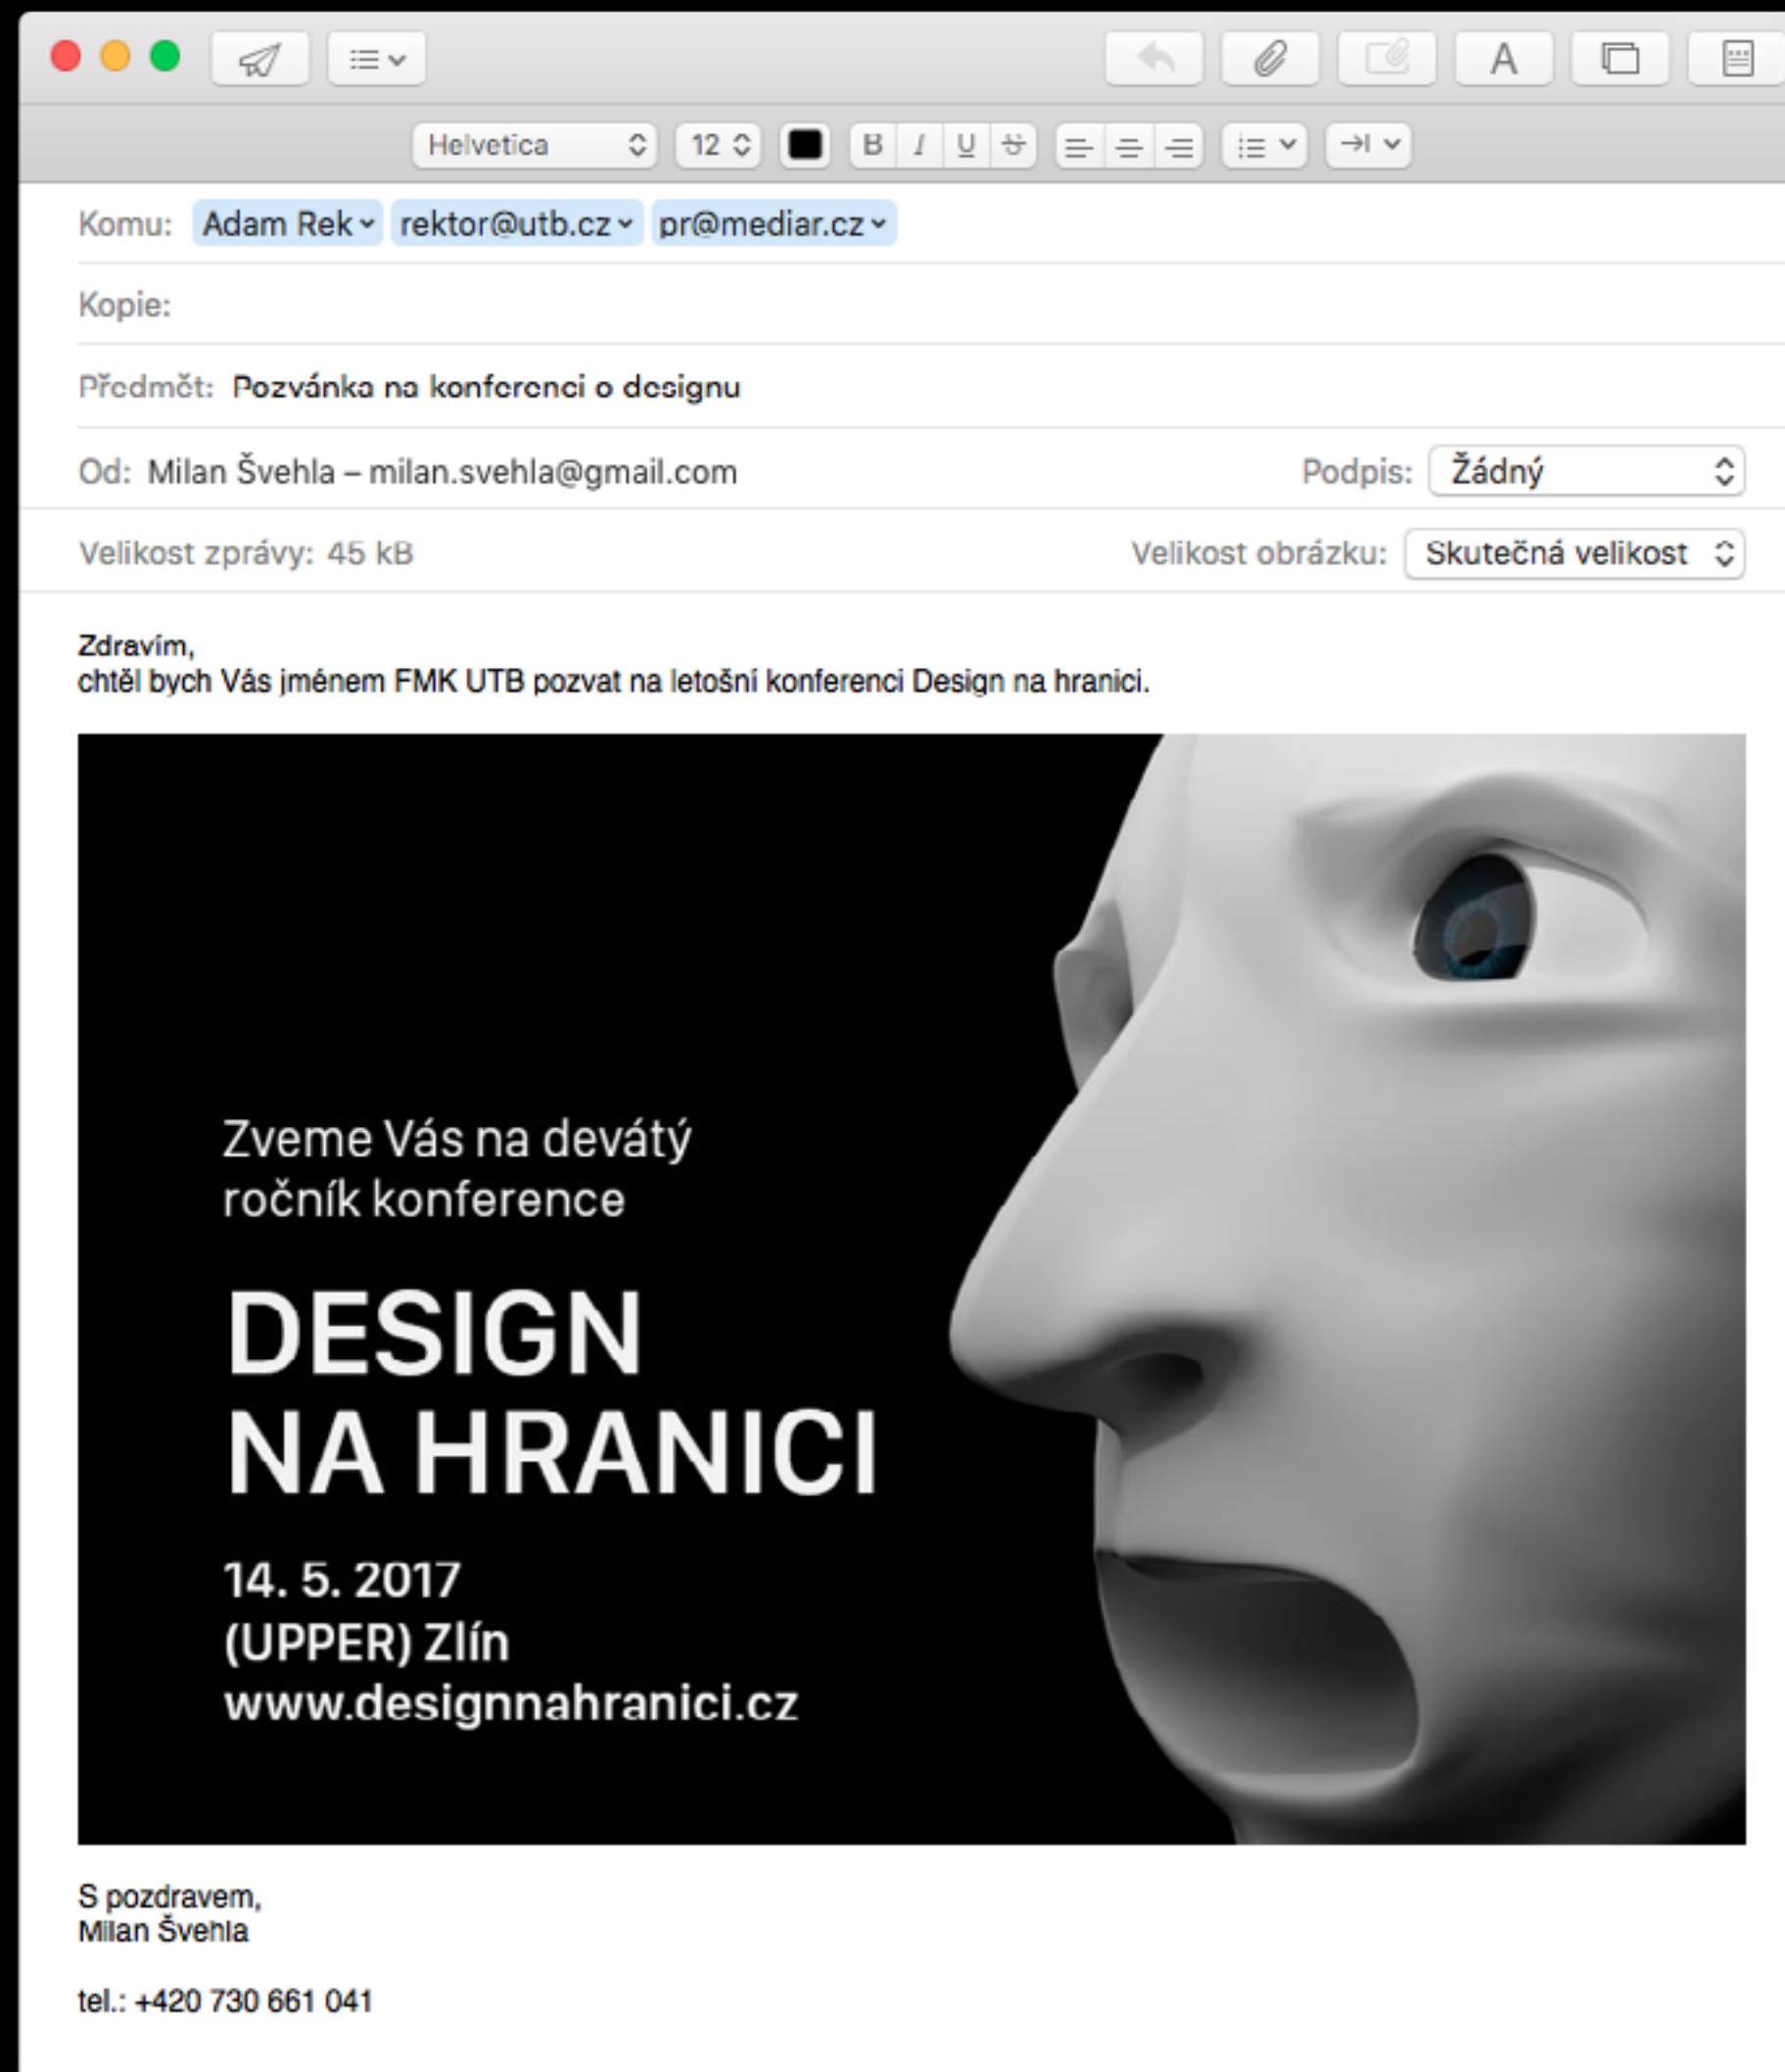 Helvetica 12 B I U S
Komu: Adam Rek rektor@utb.cz pr@mediar.cz
Kopie:
Předmět: Pozvánka na konferenci o designu
Od: Milan Švehla – milan.svehla@gmail.com Podpis: Žádný
Velikost zprávy: 45 kB Velikost obrázku: Skutečná velikost
Zdravím,
chtěl bych Vás jménem FMK UTB pozvat na letošní konferenci Design na hranici.
Zveme Vás na devátý
ročník konference
DESIGN
NA HRANICI
14. 5. 2017
(UPPER) Zlín
www.designnahranici.cz
S pozdravem,
Milan Švehla
tel.: +420 730 661 041